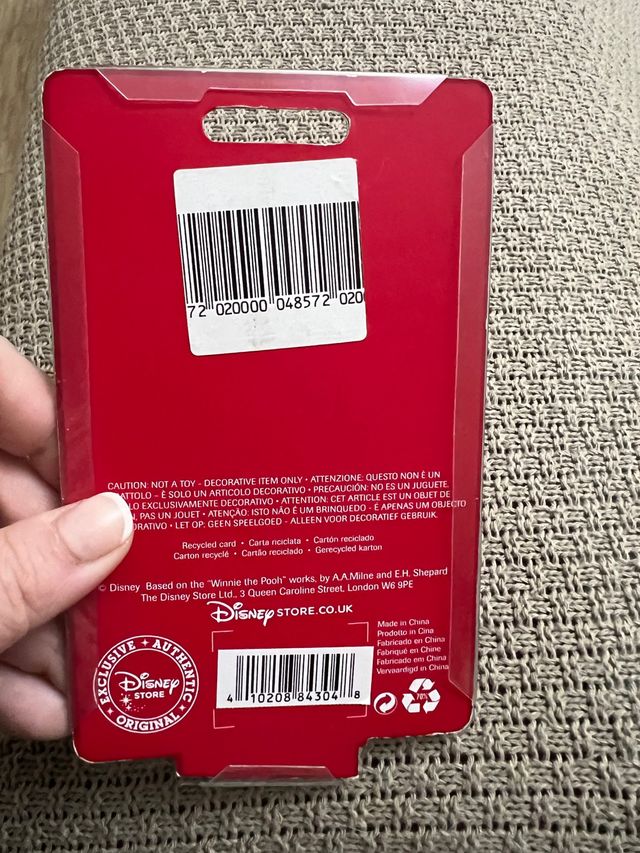 72 020000 048572 020
CAUTION: NOT A TOY - DECORATIVE ITEM ONLY • ATTENZIONE: QUESTO NON È UN
ATTOLO - È SOLO UN ARTICOLO DECORATIVO • PRECAUCIÓN: NO ES UN JUGUETE.
LO EXCLUSIVAMENTE DECORATIVO • ATTENTION: CET ARTICLE EST UN OBJET DE
N, PAS UN JOUET • ATENÇÃO: ISTO NÃO É UM BRINQUEDO - É APENAS UM OBJECTO
ORATIVO • LET OP: GEEN SPEELGOED - ALLEEN VOOR DECORATIEF GEBRUIK.
Recycled card • Carta riciclata • Cartón reciclado
Carton recyclé • Cartão reciclado • Gerecycled karton
© Disney Based on the "Winnie the Pooh" works, by A.A.Milne and E.H. Shepard
The Disney Store Ltd., 3 Queen Caroline Street, London W6 9PE
DISNEY STORE.CO.UK
EXCLUSIVE • AUTHENTIC
ORIGINAL
Disney
STORE
4 10208 84304 8
Made in China
Prodotto in Cina
Fabricado en China
Fabriqué en Chine
Fabricado em China
Vervaardigd in China
70%